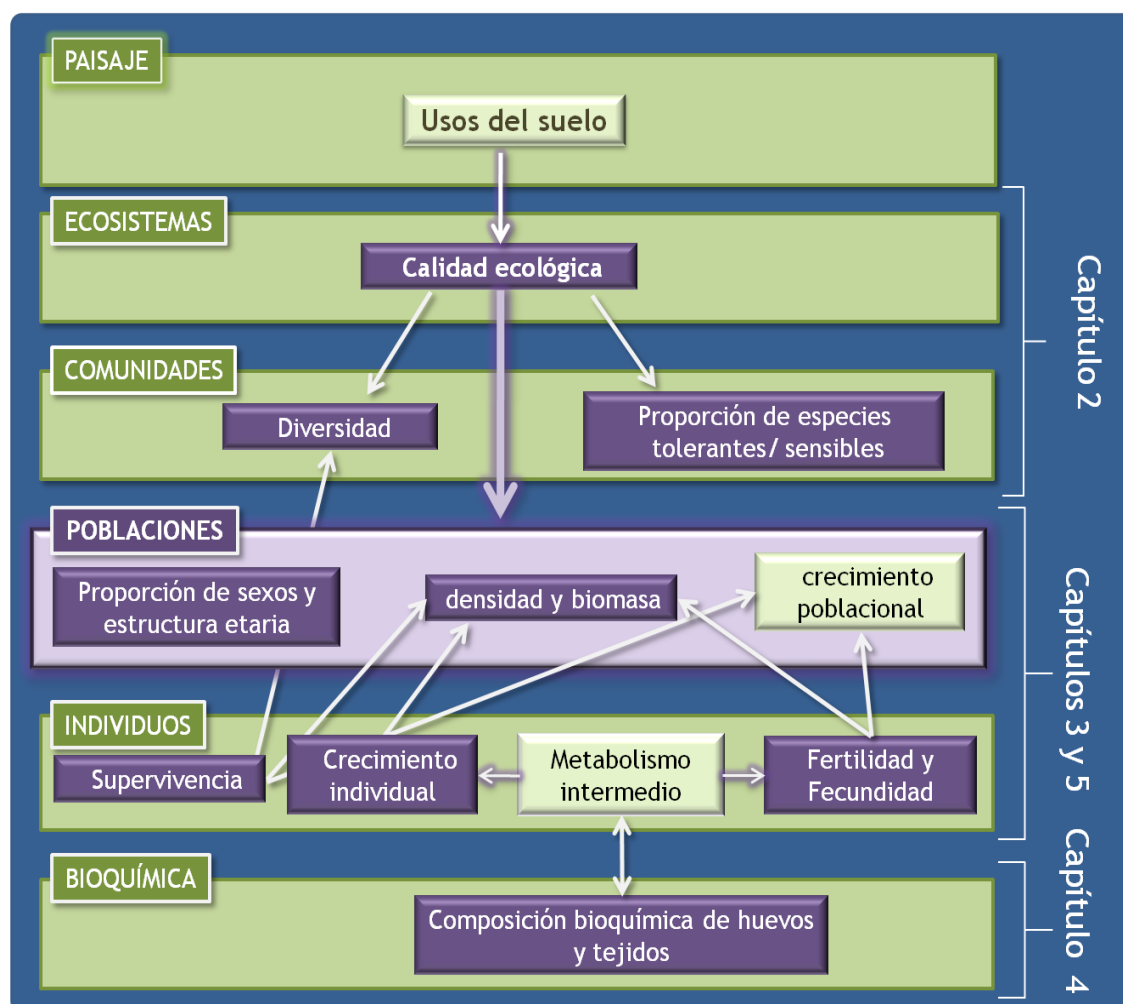 PAISAJE
Usos del suelo
ECOSISTEMAS
Calidad ecológica
COMUNIDADES
Diversidad
Proporción de especies
tolerantes/ sensibles
Capítulo 2
POBLACIONES
Proporción de sexos y
estructura etaria
densidad y biomasa
crecimiento
poblacional
INDIVIDUOS
Supervivencia
Crecimiento
individual
Metabolismo
intermedio
Fertilidad y
Fecundidad
Capítulos 3 y 5
BIOQUÍMICA
Composición bioquímica de huevos
y tejidos
Capítulo 4